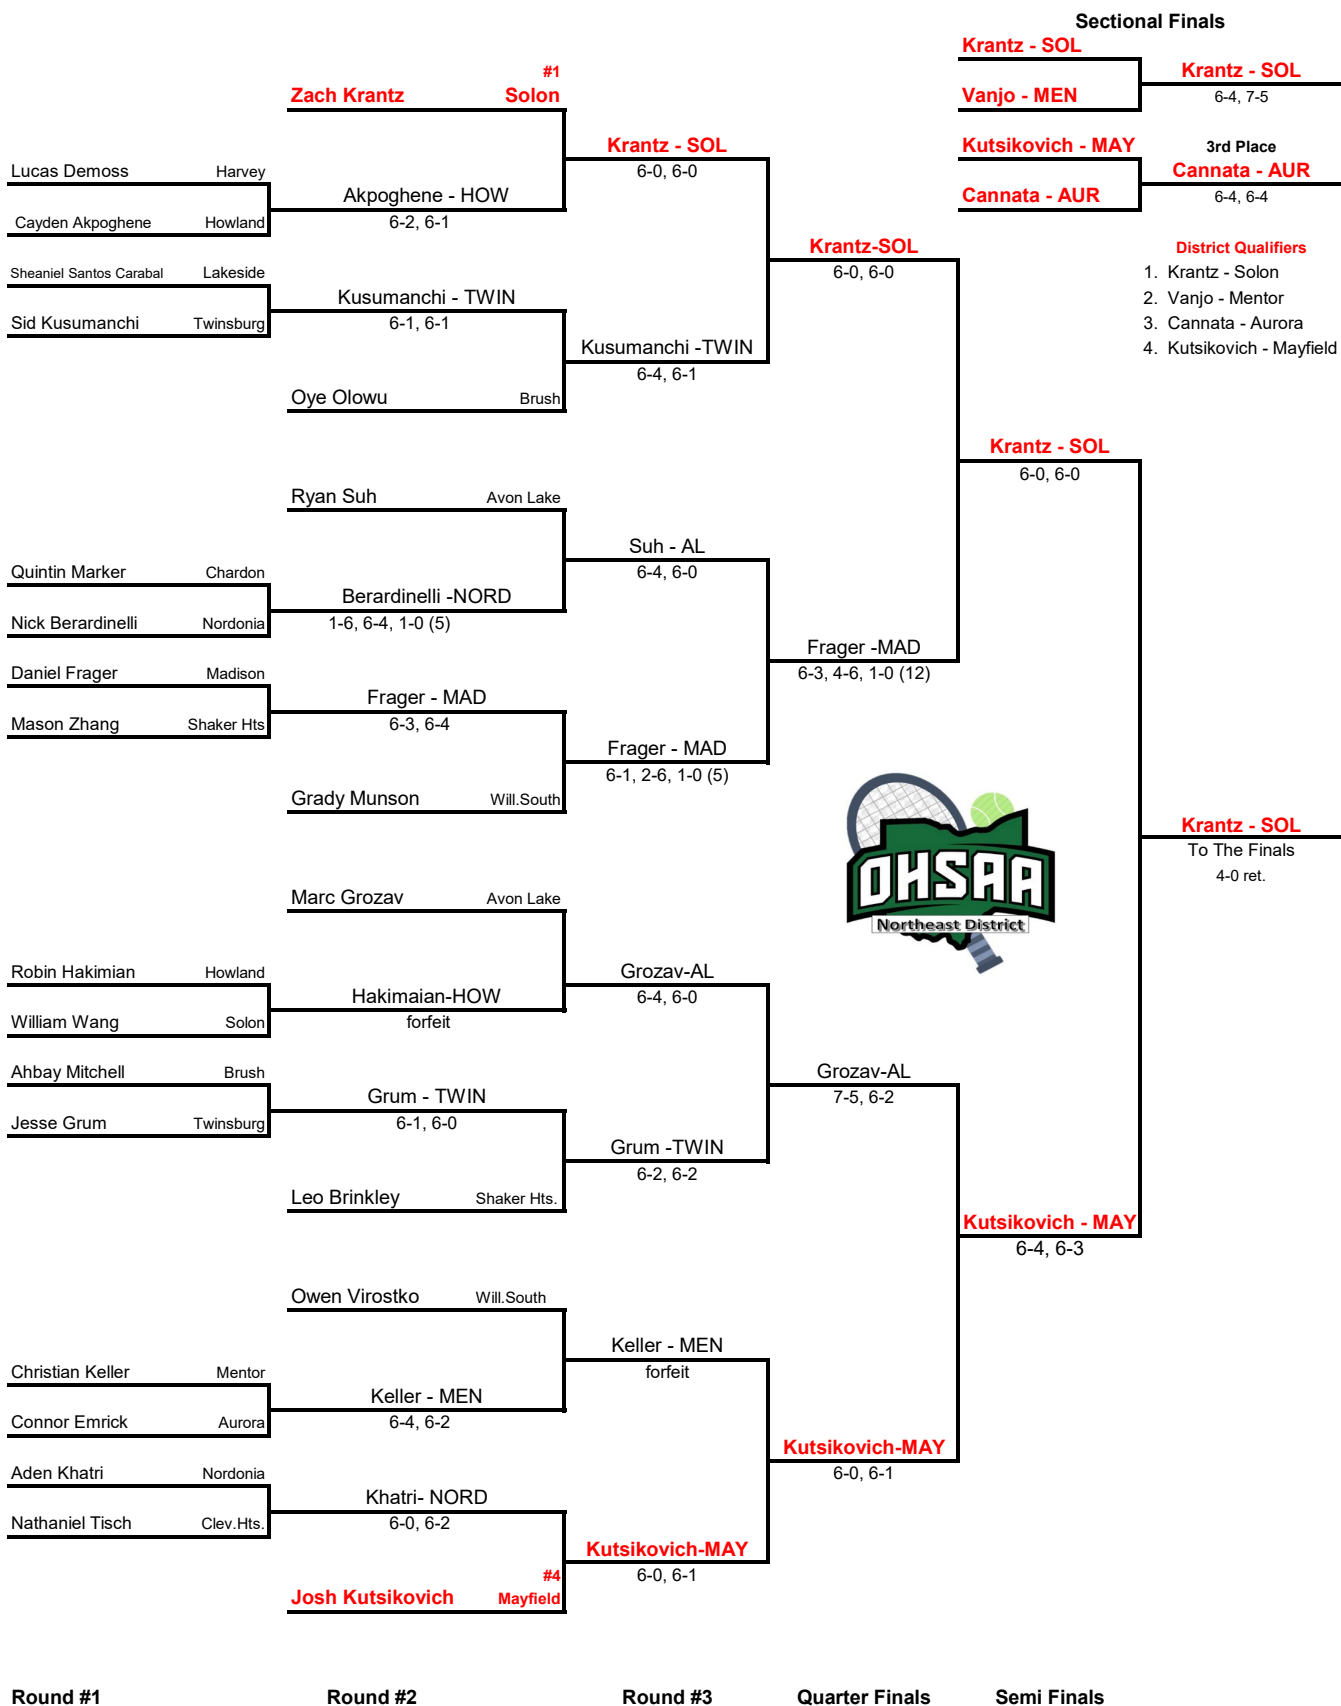 Sectional Finals
Krantz - SOL
#1
Krantz - SOL
Zach Krantz Solon
Vanjo - MEN
6-4, 7-5
Krantz - SOL
Kutsikovich - MAY
3rd Place
Lucas Demoss Harvey
6-0, 6-0
Cannata - AUR
Akpoghene - HOW
Cannata - AUR
6-4, 6-4
Cayden Akpoghene Howland
6-2, 6-1
Krantz-SOL
District Qualifiers
Sheaniel Santos Carabal Lakeside
6-0, 6-0
1. Krantz - Solon
Kusumanchi - TWIN
2. Vanjo - Mentor
Sid Kusumanchi Twinsburg
6-1, 6-1
3. Cannata - Aurora
Kusumanchi -TWIN
4. Kutsikovich - Mayfield
6-4, 6-1
Oye Olowu Brush
Krantz - SOL
6-0, 6-0
Ryan Suh Avon Lake
Suh - AL
Quintin Marker Chardon
6-4, 6-0
Berardinelli -NORD
Nick Berardinelli Nordonia
1-6, 6-4, 1-0 (5)
Frager -MAD
Daniel Frager Madison
6-3, 4-6, 1-0 (12)
Frager - MAD
Mason Zhang Shaker Hts
6-3, 6-4
Frager - MAD
6-1, 2-6, 1-0 (5)
Grady Munson Will.South
Krantz - SOL
To The Finals
4-0 ret.
OHSAA
Northeast District
Marc Grozav Avon Lake
Robin Hakimian Howland
Grozav-AL
Hakimaian-HOW
6-4, 6-0
William Wang Solon
forfeit
Ahbay Mitchell Brush
Grozav-AL
Grum - TWIN
7-5, 6-2
Jesse Grum Twinsburg
6-1, 6-0
Grum -TWIN
6-2, 6-2
Leo Brinkley Shaker Hts.
Kutsikovich - MAY
6-4, 6-3
Owen Virostko Will.South
Keller - MEN
Christian Keller Mentor
forfeit
Keller - MEN
Connor Emrick Aurora
6-4, 6-2
Kutsikovich-MAY
Aden Khatri Nordonia
6-0, 6-1
Khatri- NORD
Nathaniel Tisch Clev.Hts.
6-0, 6-2
Kutsikovich-MAY
#4
6-0, 6-1
Josh Kutsikovich Mayfield
Round #1 Round #2 Round #3 Quarter Finals Semi Finals